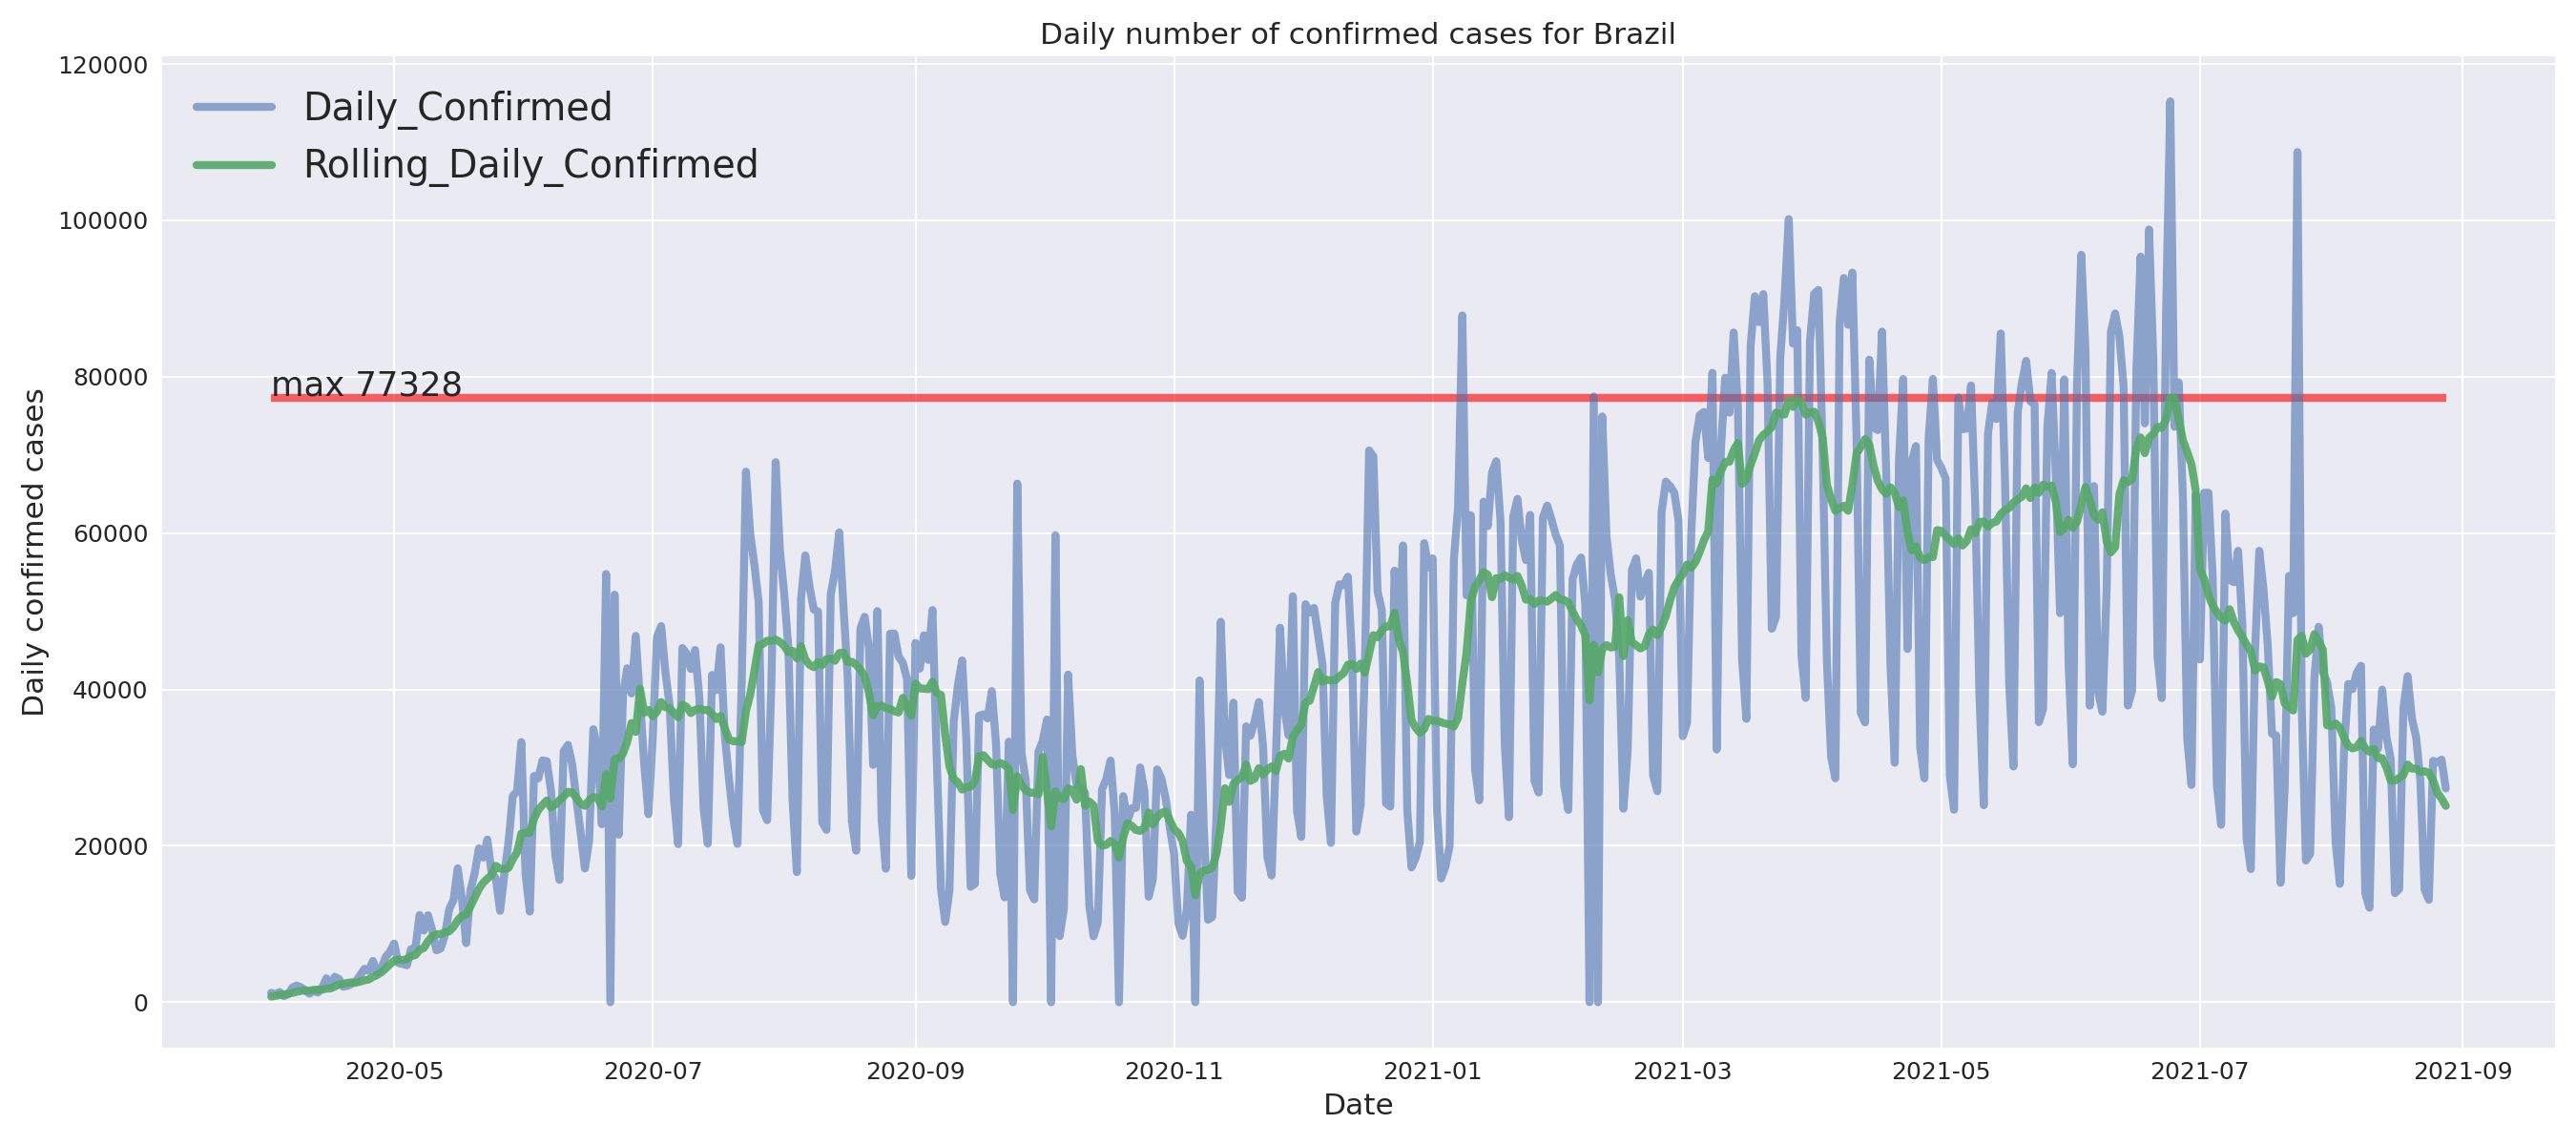 Daily number of confirmed cases for Brazil
120000
100000
80000
60000
40000
20000
0
Daily confirmed cases
Daily_Confirmed
Rolling_Daily_Confirmed
max 77328
2020-05 2020-07 2020-09 2020-11 2021-01 2021-03 2021-05 2021-07 2021-09
Date